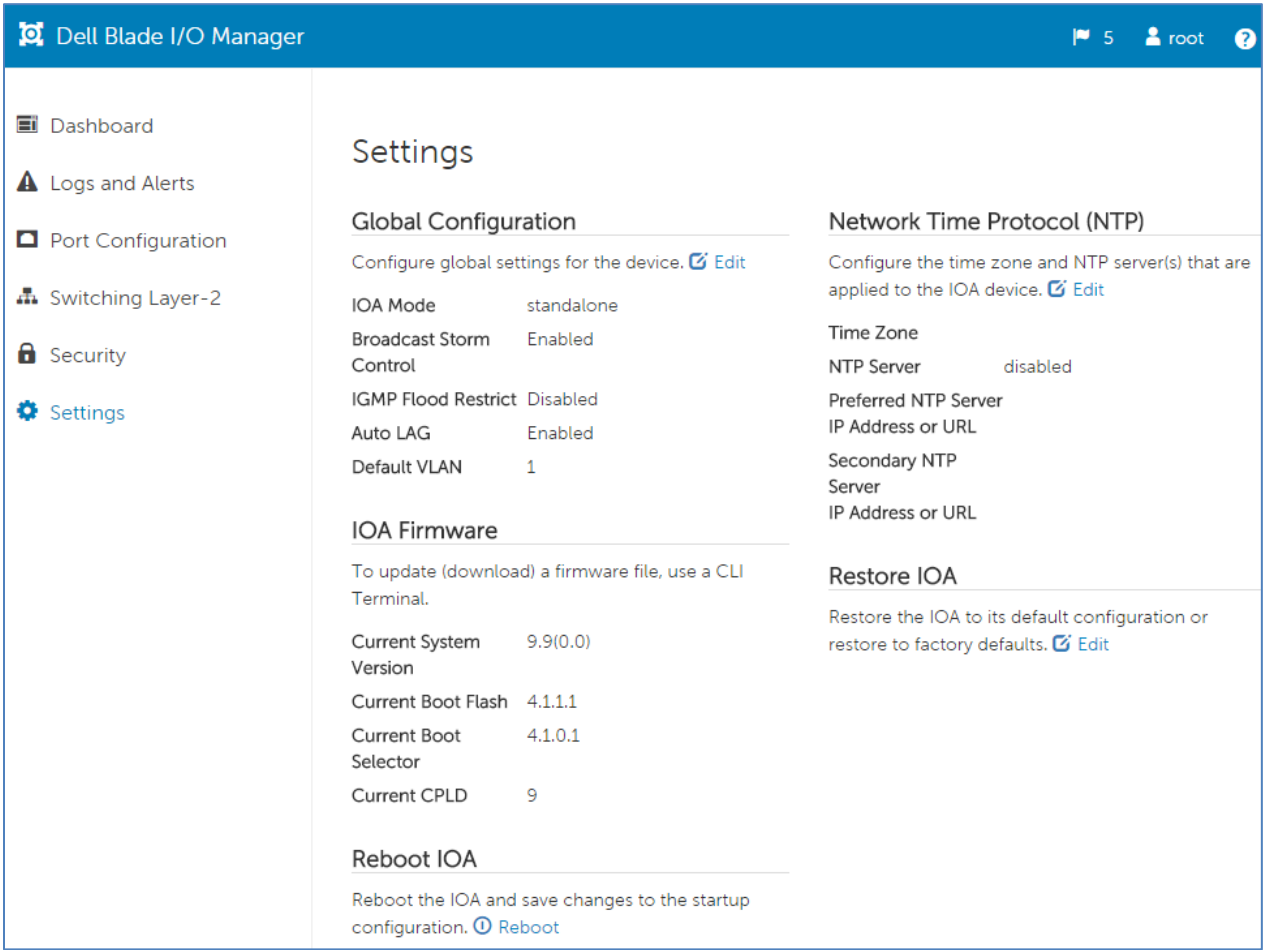 Dell Blade I/O Manager
5
root
?
Dashboard
Logs and Alerts
Port Configuration
Switching Layer-2
Security
Settings
Settings
Global Configuration
Configure global settings for the device. Edit
IOA Mode standalone
Broadcast Storm Enabled
Control
IGMP Flood Restrict Disabled
Auto LAG Enabled
Default VLAN 1
IOA Firmware
To update (download) a firmware file, use a CLI
Terminal.
Current System 9.9(0.0)
Version
Current Boot Flash 4.1.1.1
Current Boot 4.1.0.1
Selector
Current CPLD 9
Reboot IOA
Reboot the IOA and save changes to the startup
configuration. Reboot
Network Time Protocol (NTP)
Configure the time zone and NTP server(s) that are
applied to the IOA device. Edit
Time Zone
NTP Server disabled
Preferred NTP Server
IP Address or URL
Secondary NTP
Server
IP Address or URL
Restore IOA
Restore the IOA to its default configuration or
restore to factory defaults. Edit